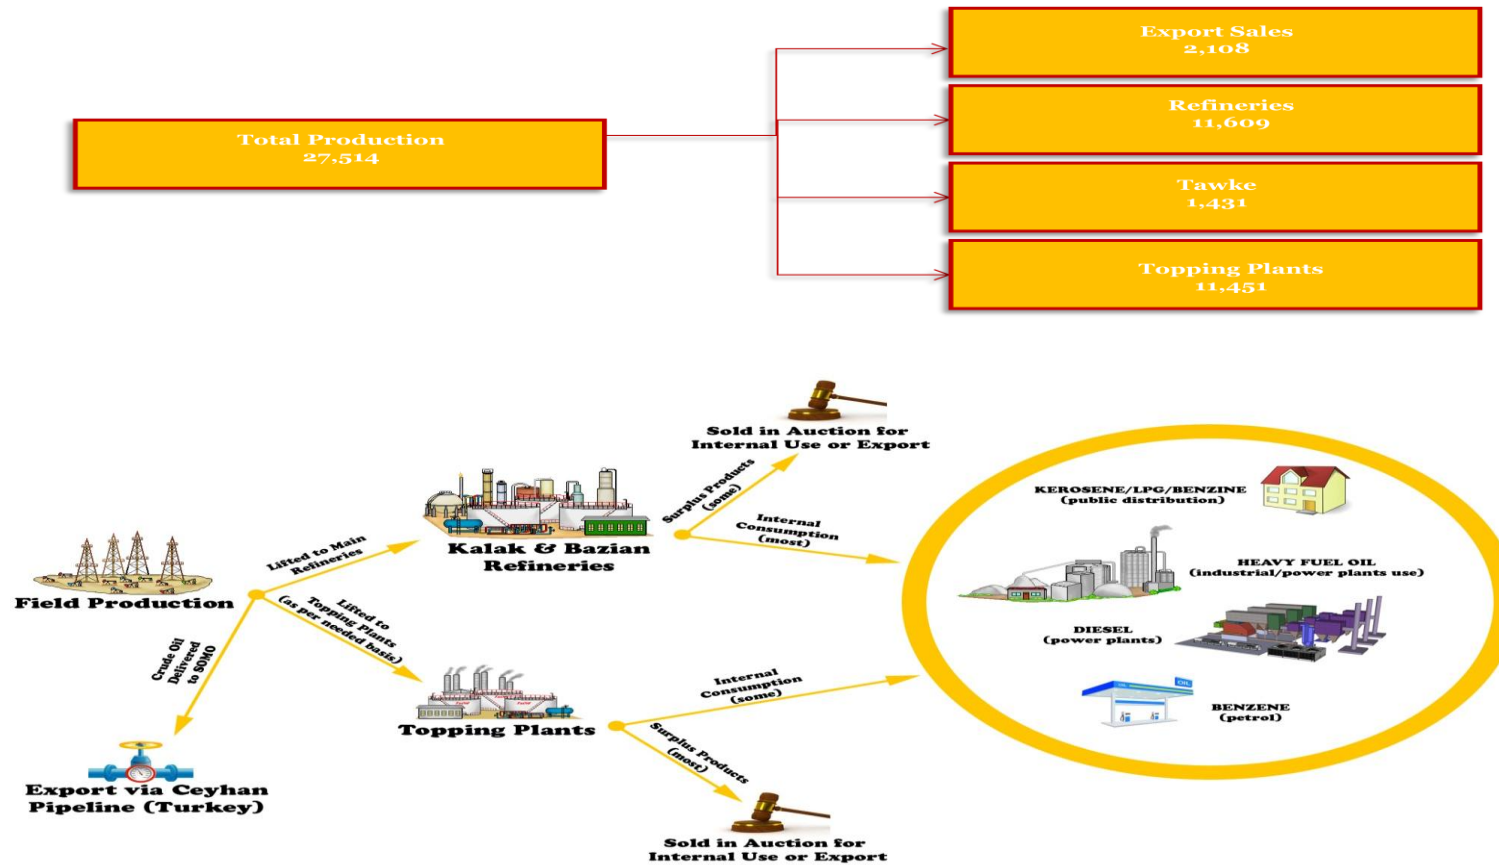 Export Sales
2,108
Refineries
11,609
Total Production
27,514
Tawke
1,431
Topping Plants
11,451
Sold in Auction for
Internal Use or Export
Surplus Products
(some)
Internal
Consumption
(most)
KEROSENE/LPG/BENZINE
(public distribution)
Lifted to Main
Refineries
Kalak & Bazian
Refineries
HEAVY FUEL OIL
(industrial/power plants use)
Field Production
Lifted to
Topping Plants
(as per needed basis)
DIESEL
(power plants)
Crude Oil
Delivered
to SOMO
Internal
Consumption
(some)
OIL
BENZENE
(petrol)
Topping Plants
Surplus Products
(most)
Export via Ceyhan
Pipeline (Turkey)
Sold in Auction for
Internal Use or Export